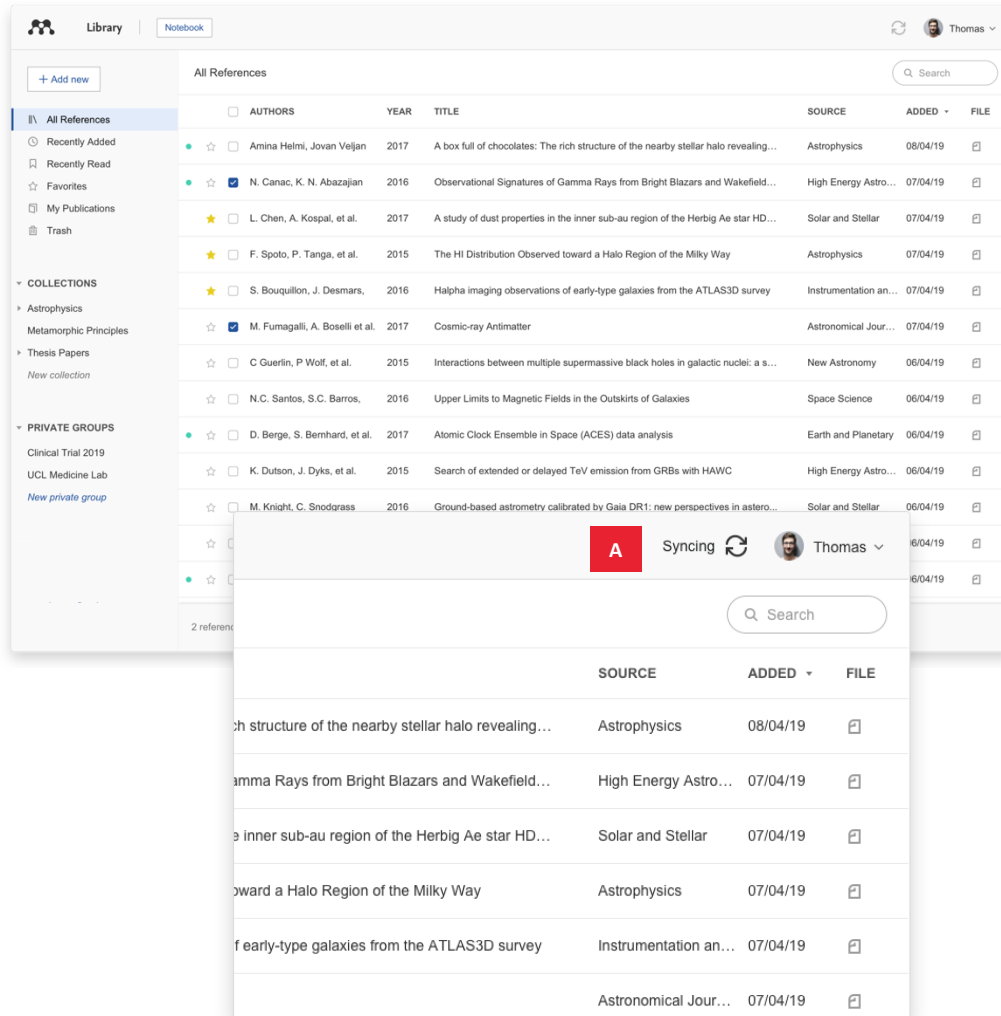 Library
Notebook
Thomas
+ Add new
All References
Recently Added
Recently Read
Favorites
My Publications
Trash
COLLECTIONS
Astrophysics
Metamorphic Principles
Thesis Papers
New collection
PRIVATE GROUPS
Clinical Trial 2019
UCL Medicine Lab
New private group
All References
Search
AUTHORS YEAR TITLE SOURCE ADDED FILE
Amina Helmi, Jovan Veljan 2017 A box full of chocolates: The rich structure of the nearby stellar halo revealing... Astrophysics 08/04/19
N. Canac, K. N. Abazajian 2016 Observational Signatures of Gamma Rays from Bright Blazars and Wakefield... High Energy Astro... 07/04/19
L. Chen, A. Kospal, et al. 2017 A study of dust properties in the inner sub-au region of the Herbig Ae star HD... Solar and Stellar 07/04/19
F. Spoto, P. Tanga, et al. 2015 The HI Distribution Observed toward a Halo Region of the Milky Way Astrophysics 07/04/19
S. Bouquillon, J. Desmars, 2016 Halpha imaging observations of early-type galaxies from the ATLAS3D survey Instrumentation an... 07/04/19
M. Fumagalli, A. Boselli et al. 2017 Cosmic-ray Antimatter Astronomical Jour... 07/04/19
C Guerlin, P Wolf, et al. 2015 Interactions between multiple supermassive black holes in galactic nuclei: a s... New Astronomy 06/04/19
N.C. Santos, S.C. Barros, 2016 Upper Limits to Magnetic Fields in the Outskirts of Galaxies Space Science 06/04/19
D. Berge, S. Bernhard, et al. 2017 Atomic Clock Ensemble in Space (ACES) data analysis Earth and Planetary 06/04/19
K. Dutson, J. Dyks, et al. 2015 Search of extended or delayed TeV emission from GRBs with HAWC High Energy Astro... 06/04/19
M. Knight, C. Snodgrass 2016 Ground-based astrometry calibrated by Gaia DR1: new perspectives in astero... Solar and Stellar 06/04/19
6/04/19
6/04/19
2 referenc
A
Syncing
Thomas
Search
SOURCE ADDED FILE
ch structure of the nearby stellar halo revealing... Astrophysics 08/04/19
amma Rays from Bright Blazars and Wakefield... High Energy Astro... 07/04/19
e inner sub-au region of the Herbig Ae star HD... Solar and Stellar 07/04/19
oward a Halo Region of the Milky Way Astrophysics 07/04/19
f early-type galaxies from the ATLAS3D survey Instrumentation an... 07/04/19
Astronomical Jour... 07/04/19